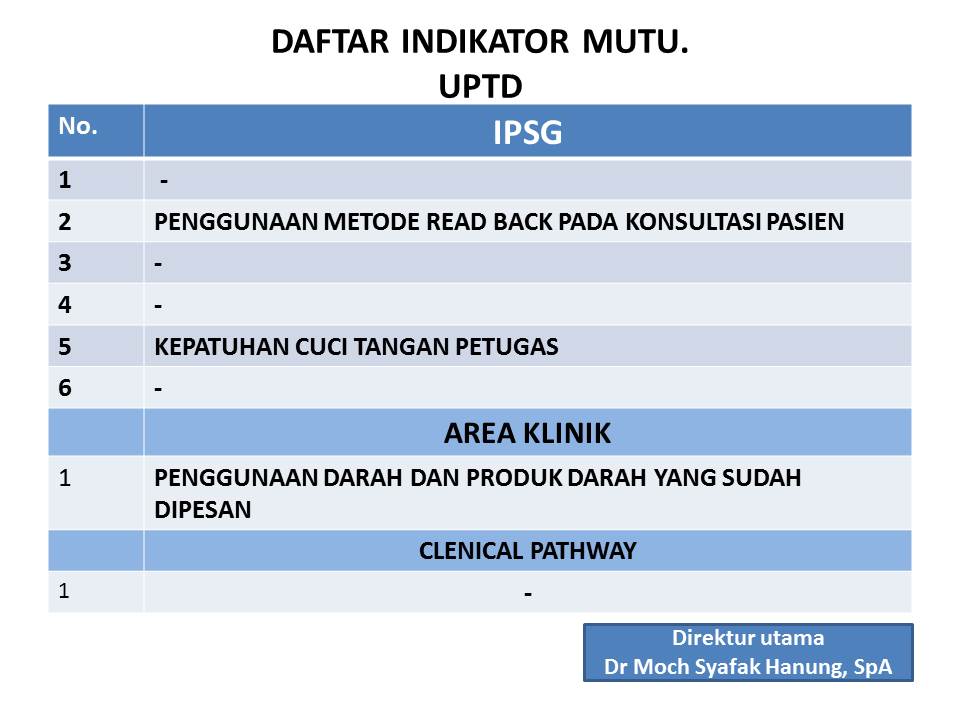 DAFTAR INDIKATOR MUTU.
UPTD
No. IPSG
1 -
2 PENGGUNAAN METODE READ BACK PADA KONSULTASI PASIEN
3 -
4 -
5 KEPATUHAN CUCI TANGAN PETUGAS
6 -
AREA KLINIK
1 PENGGUNAAN DARAH DAN PRODUK DARAH YANG SUDAH
DIPESAN
CLENICAL PATHWAY
1 -
Direktur utama
Dr Moch Syafak Hanung, SpA